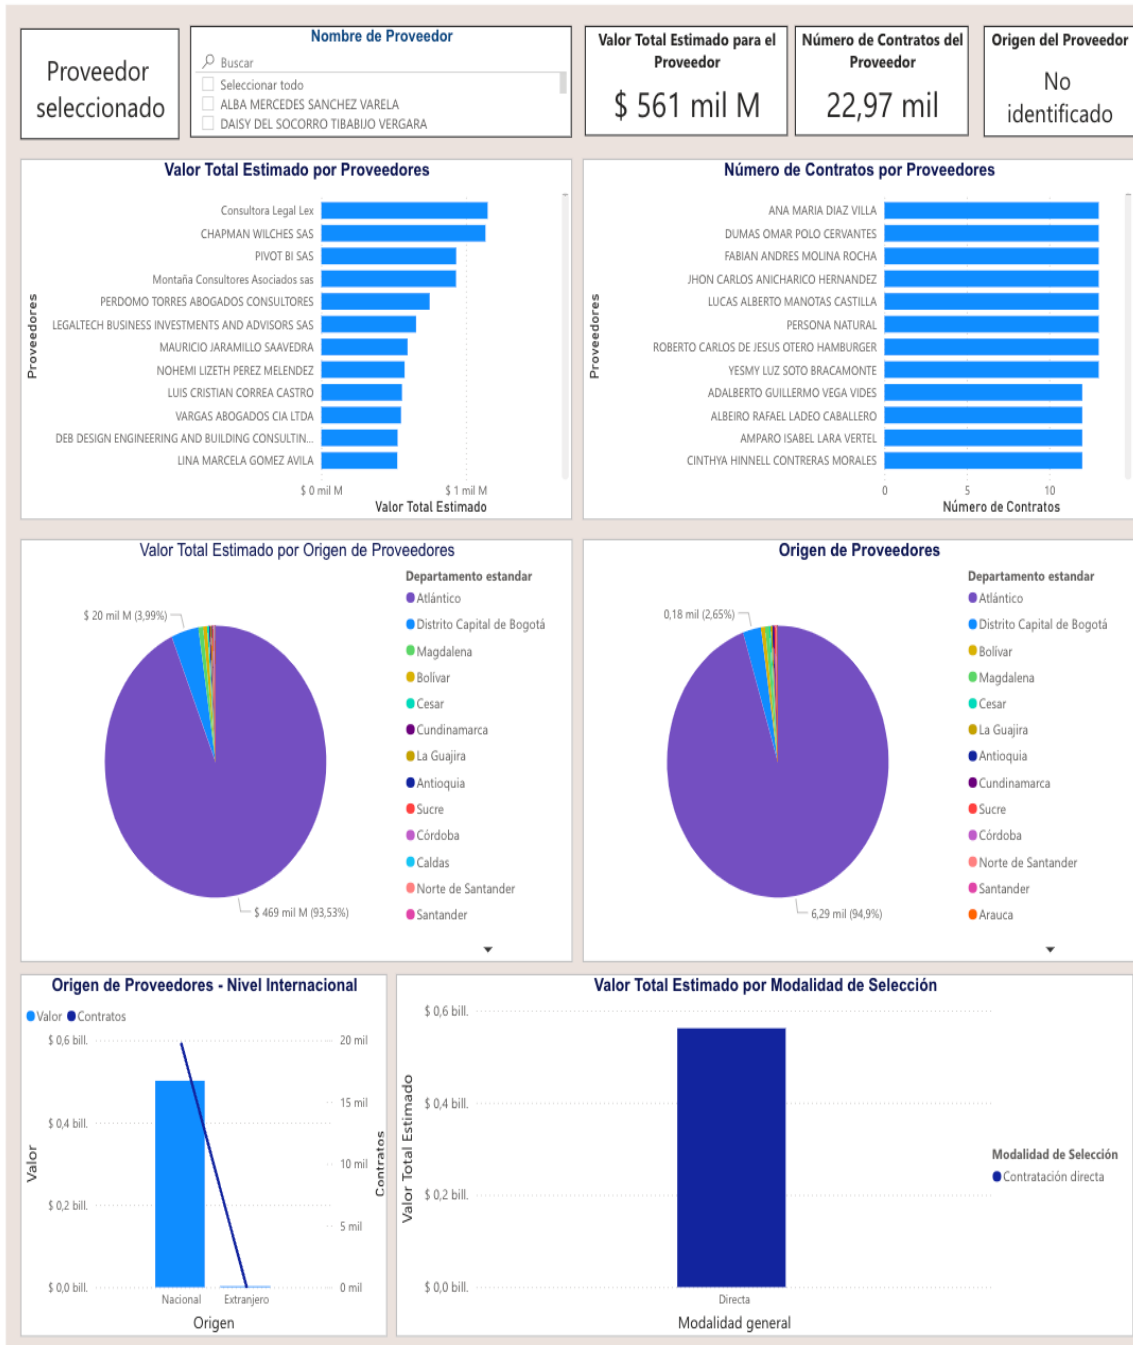 Proveedor
seleccionado
Nombre de Proveedor
Buscar
Seleccionar todo
ALBA MERCEDES SANCHEZ VARELA
DAISY DEL SOCORRO TIBABIJO VERGARA
Valor Total Estimado para el
Proveedor
$ 561 mil M
Número de Contratos del
Proveedor
22,97 mil
Origen del Proveedor
No
identificado
Valor Total Estimado por Proveedores
Proveedores
Consultora Legal Lex
CHAPMAN WILCHES SAS
PIVOT BI SAS
Montaña Consultores Asociados sas
PERDOMO TORRES ABOGADOS CONSULTORES
LEGALTECH BUSINESS INVESTMENTS AND ADVISORS SAS
MAURICIO JARAMILLO SAAVEDRA
NOHEMI LIZETH PEREZ MELENDEZ
LUIS CRISTIAN CORREA CASTRO
VARGAS ABOGADOS CIA LTDA
DEB DESIGN ENGINEERING AND BUILDING CONSULTIN...
LINA MARCELA GOMEZ AVILA
$ 0 mil M $ 1 mil M
Valor Total Estimado
Número de Contratos por Proveedores
Proveedores
ANA MARIA DIAZ VILLA
DUMAS OMAR POLO CERVANTES
FABIAN ANDRES MOLINA ROCHA
JHON CARLOS ANICHARICO HERNANDEZ
LUCAS ALBERTO MANOTAS CASTILLA
PERSONA NATURAL
ROBERTO CARLOS DE JESUS OTERO HAMBURGER
YESMY LUZ SOTO BRACAMONTE
ADALBERTO GUILLERMO VEGA VIDES
ALBEIRO RAFAEL LADEO CABALLERO
AMPARO ISABEL LARA VERTEL
CINTHYA HINNELL CONTRERAS MORALES
0 5 10
Número de Contratos
Valor Total Estimado por Origen de Proveedores
$ 20 mil M (3,99%)
$ 469 mil M (93,53%)
Departamento estandar
Atlántico
Distrito Capital de Bogotá
Magdalena
Bolívar
Cesar
Cundinamarca
La Guajira
Antioquia
Sucre
Córdoba
Caldas
Norte de Santander
Santander
Origen de Proveedores
0,18 mil (2,65%)
6,29 mil (94,9%)
Departamento estandar
Atlántico
Distrito Capital de Bogotá
Bolívar
Magdalena
Cesar
La Guajira
Antioquia
Cundinamarca
Sucre
Córdoba
Norte de Santander
Santander
Arauca
Origen de Proveedores - Nivel Internacional
Valor Contratos
$ 0,6 bill. 20 mil
15 mil
$ 0,4 bill.
10 mil
$ 0,2 bill.
5 mil
$ 0,0 bill. 0 mil
Valor
Contratos
Nacional Extranjero
Origen
Valor Total Estimado por Modalidad de Selección
Valor Total Estimado
$ 0,6 bill.
$ 0,4 bill.
$ 0,2 bill.
$ 0,0 bill.
Directa
Modalidad general
Modalidad de Selección
Contratación directa